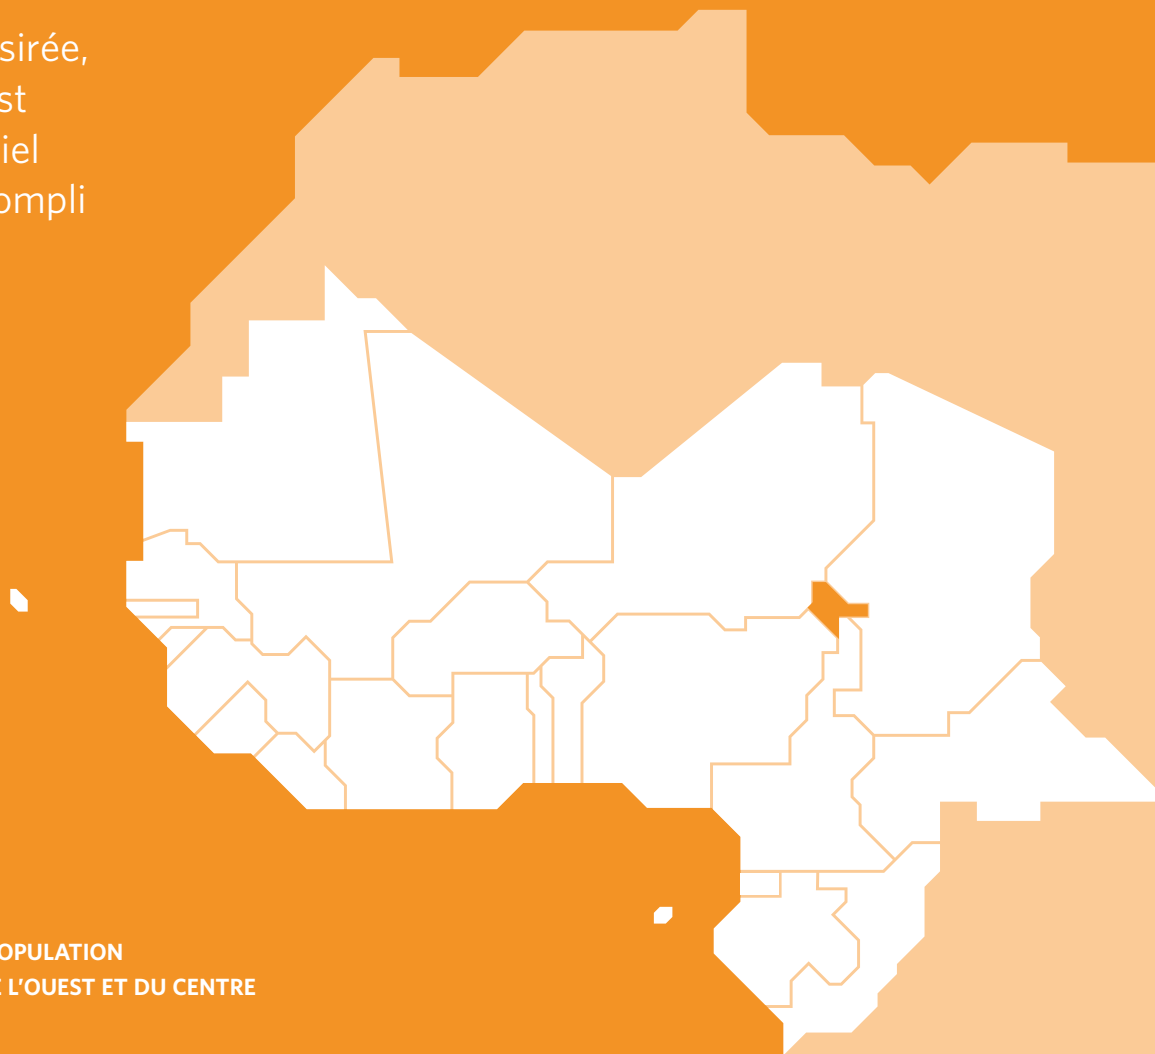 sirée,
st
iel
ompli
OPULATION
E L'OUEST ET DU CENTRE